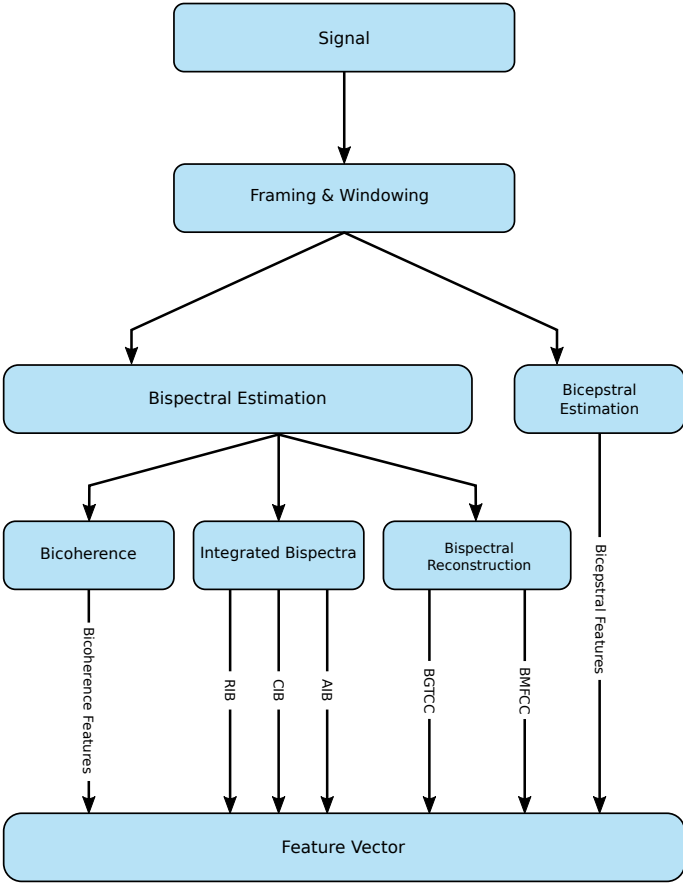 Signal
Framing & Windowing
Bispectral Estimation
Bicepstral
Estimation
Bicoherence
Integrated Bispectra
Bispectral
Reconstruction
Bicepstral Features
Bicoherence Features
RIB
CIB
AIB
BGTCC
BMFCC
Feature Vector